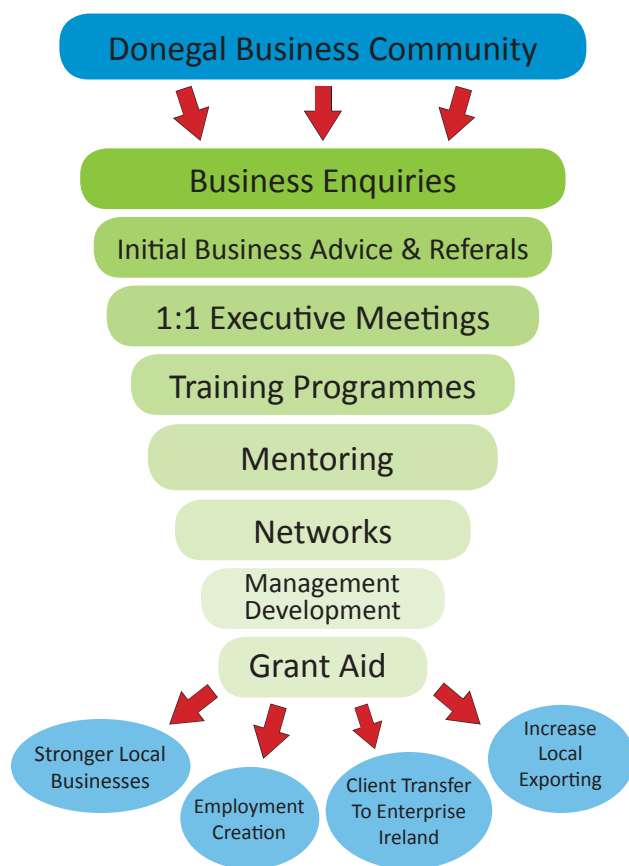 Donegal Business Community
Business Enquiries
Initial Business Advice & Referals
1:1 Executive Meetings
Training Programmes
Mentoring
Networks
Management
Development
Grant Aid
Stronger Local
Businesses
Employment
Creation
Client Transfer
To Enterprise
Ireland
Increase
Local
Exporting